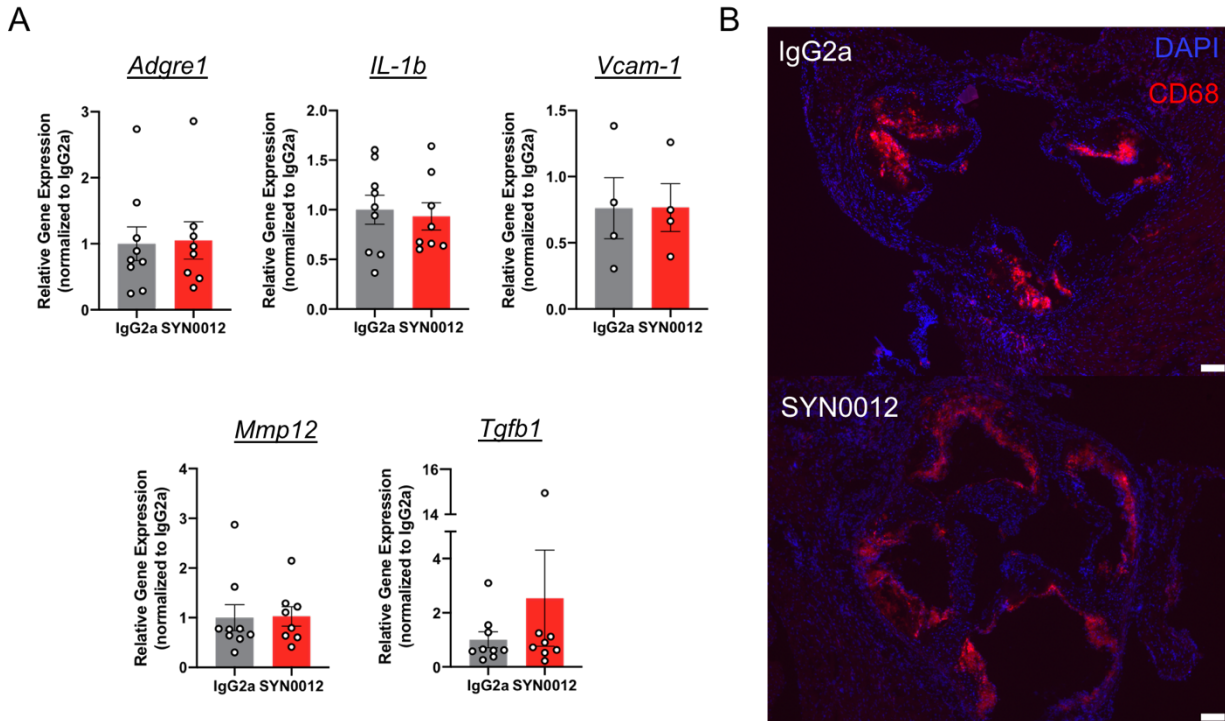 A
Adgre1
Relative Gene Expression
(normalized to IgG2a)
3
2
1
0
IgG2a SYN0012
IL-1b
Relative Gene Expression
(normalized to IgG2a)
2.0
1.5
1.0
0.5
0.0
IgG2a SYN0012
Vcam-1
Relative Gene Expression
(normalized to IgG2a)
1.5
1.0
0.5
0.0
IgG2a SYN0012
Mmp12
Relative Gene Expression
(normalized to IgG2a)
4
3
2
1
0
IgG2a SYN0012
Tgfb1
Relative Gene Expression
(normalized to IgG2a)
16
14
4
2
0
IgG2a SYN0012
B
IgG2a
DAPI
CD68
SYN0012